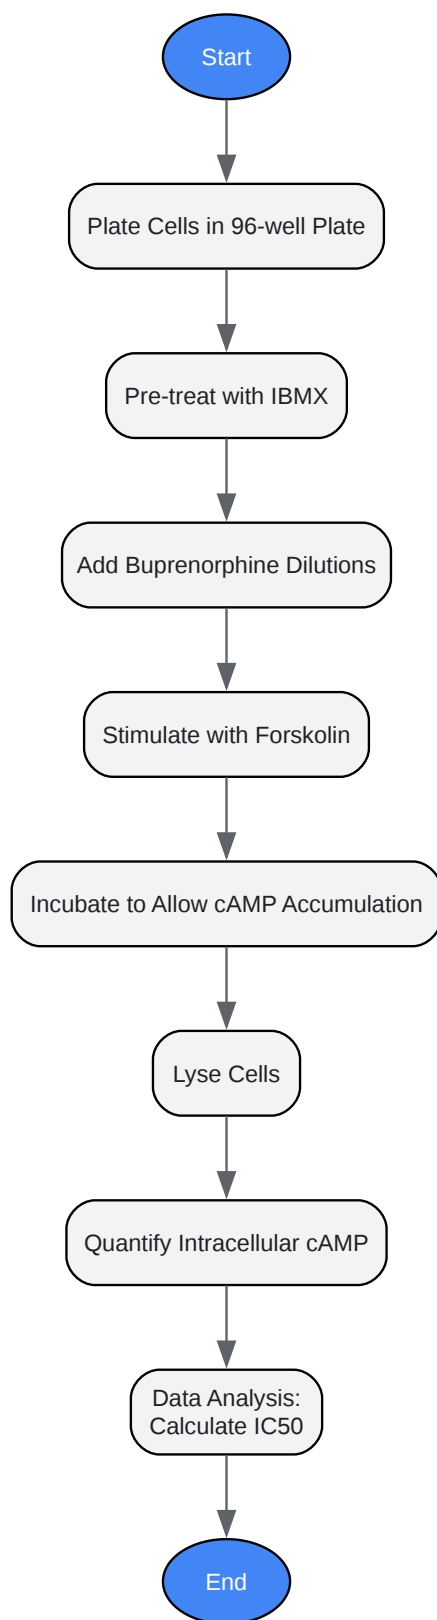 Start
Plate Cells in 96-well Plate
Pre-treat with IBMX
Add Buprenorphine Dilutions
Stimulate with Forskolin
Incubate to Allow cAMP Accumulation
Lyse Cells
Quantify Intracellular cAMP
Data Analysis:
Calculate IC50
End